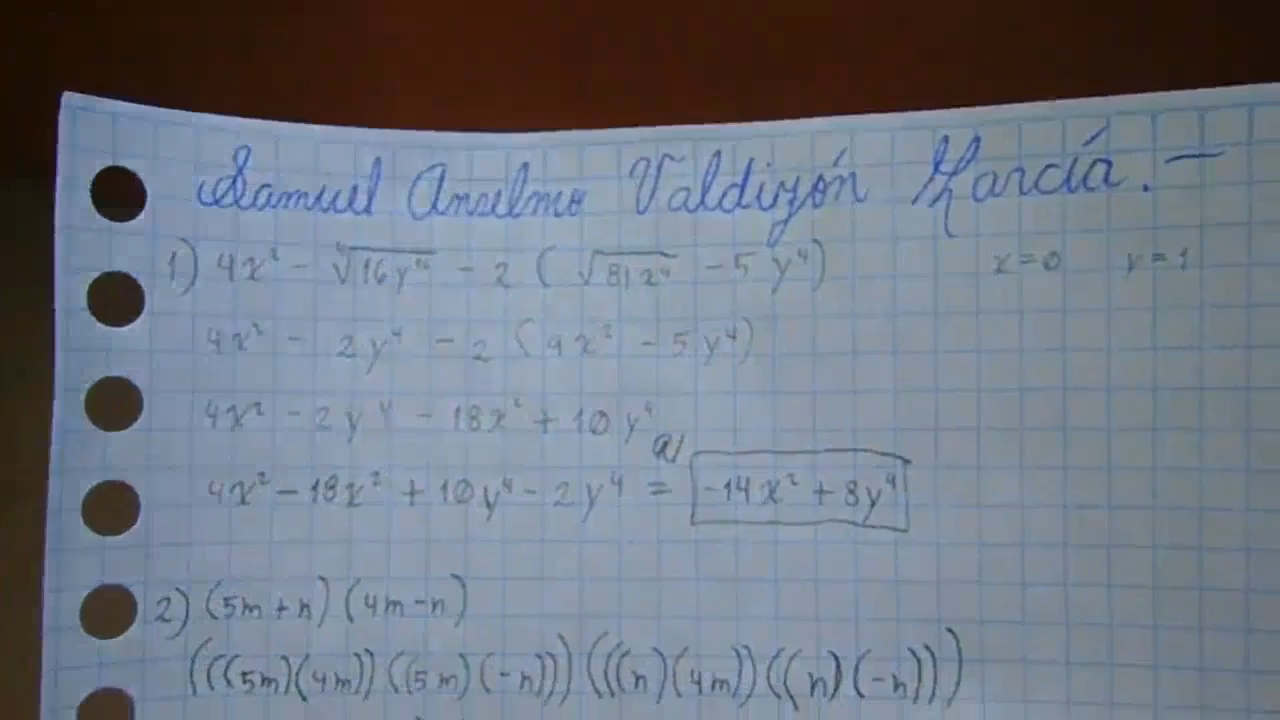 Samuel Anselmo Valdizón García.—
1) 4x² - ⁴√16y¹⁶ - 2 (√81x⁴ - 5y⁴) x=0 y=1
4x² - 2y⁴ - 2 (9x² - 5y⁴)
4x² - 2y⁴ - 18x² + 10y⁴
a)
4x² - 18x² + 10y⁴ - 2y⁴ = -14x² + 8y⁴
2) (5m+n)(4m-n)
(((5m)(4m))((5m)(-n)))(((n)(4m))((n)(-n)))